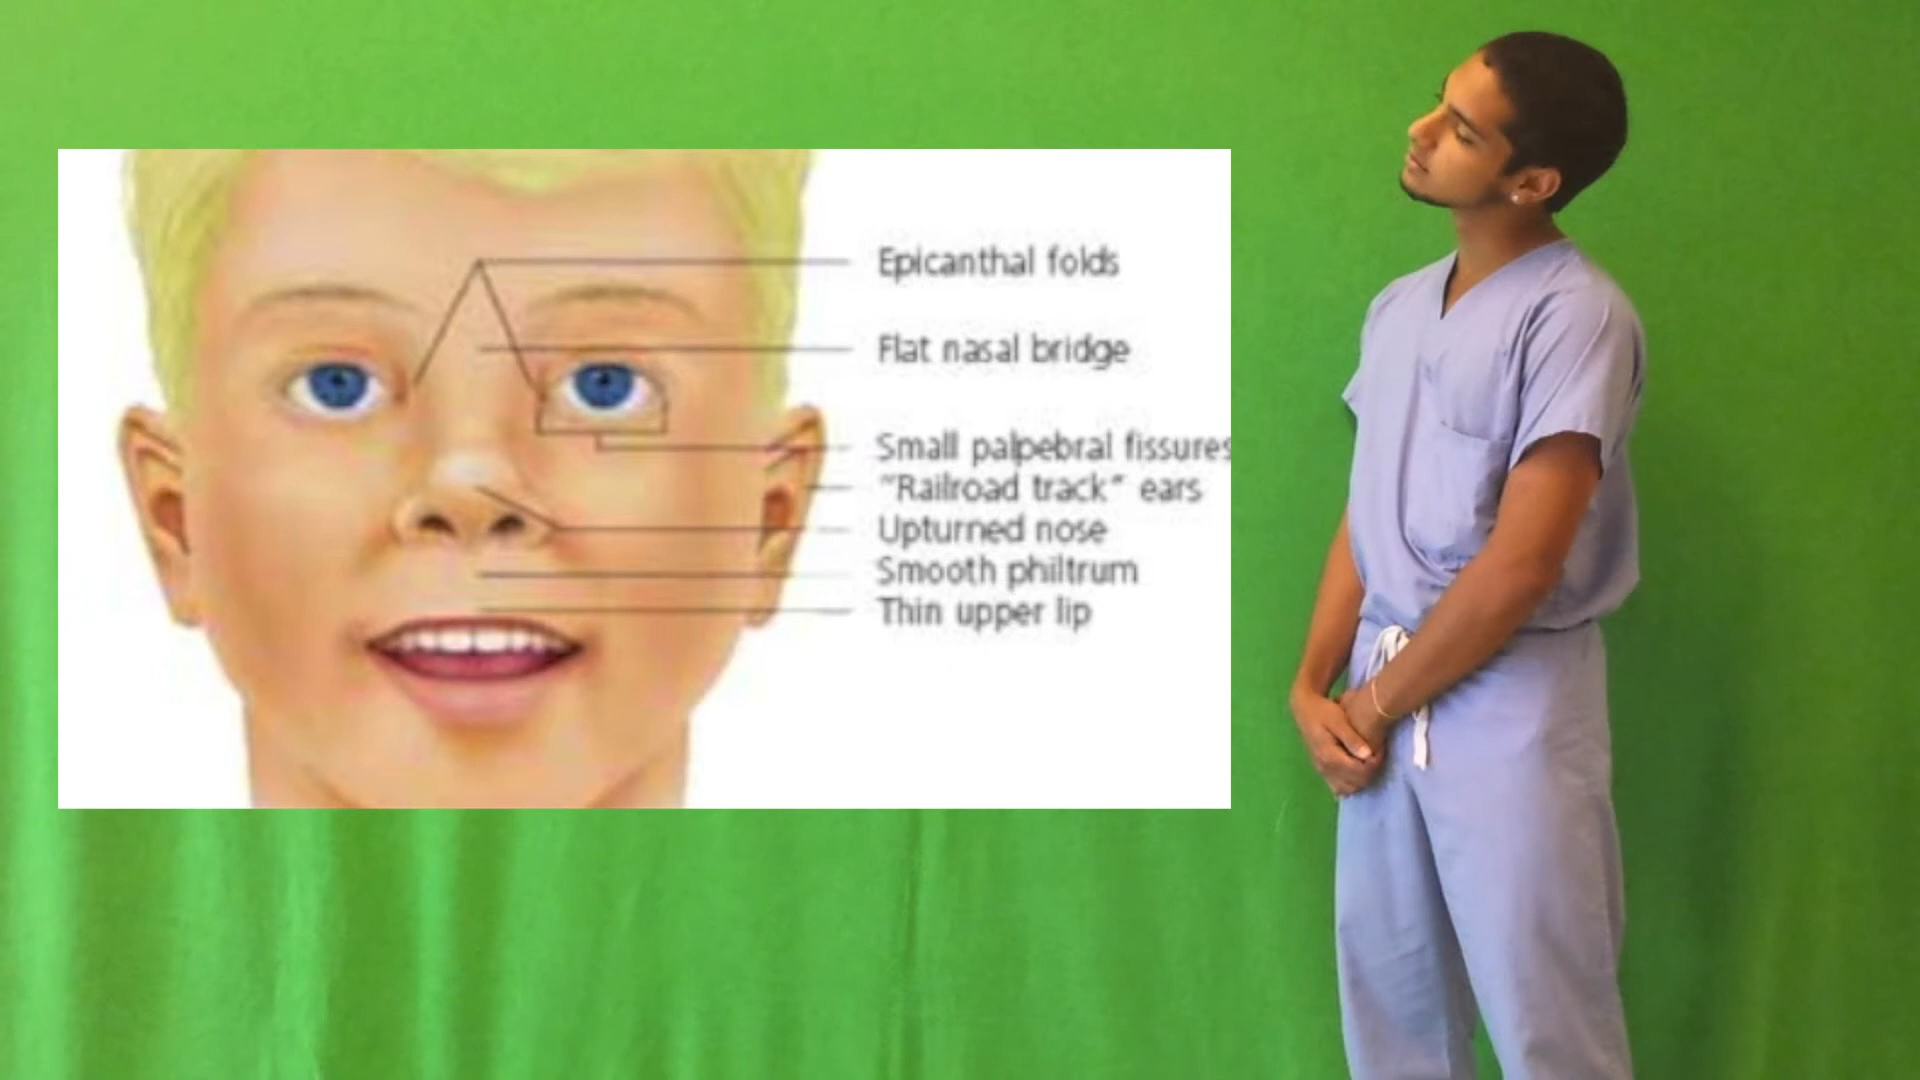 Epicanthal folds
Flat nasal bridge
Small palpebral fissures
"Railroad track" ears
Upturned nose
Smooth philtrum
Thin upper lip